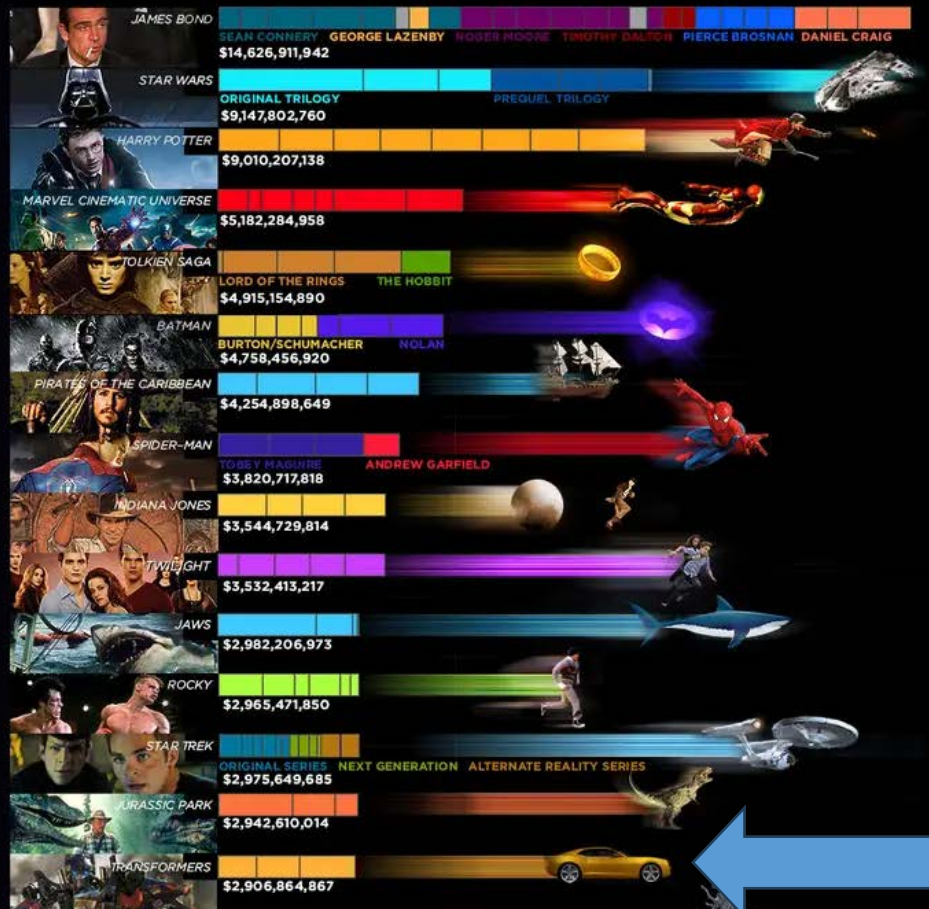 JAMES BOND
SEAN CONNERY GEORGE LAZENBY ROGER MOORE TIMOTHY DALTON PIERCE BROSNAN DANIEL CRAIG
$14,626,911,942
STAR WARS
ORIGINAL TRILOGY PREQUEL TRILOGY
$9,147,802,760
HARRY POTTER
$9,010,207,138
MARVEL CINEMATIC UNIVERSE
$5,182,284,958
TOLKIEN SAGA
LORD OF THE RINGS THE HOBBIT
$4,915,154,890
BATMAN
BURTON/SCHUMACHER NOLAN
$4,758,456,920
PIRATES OF THE CARIBBEAN
$4,254,898,649
SPIDER-MAN
TOBEY MAGUIRE ANDREW GARFIELD
$3,820,717,818
INDIANA JONES
$3,544,729,814
TWILIGHT
$3,532,413,217
JAWS
$2,982,206,973
ROCKY
$2,965,471,850
STAR TREK
ORIGINAL SERIES NEXT GENERATION ALTERNATE REALITY SERIES
$2,975,649,685
JURASSIC PARK
$2,942,610,014
TRANSFORMERS
$2,906,864,867